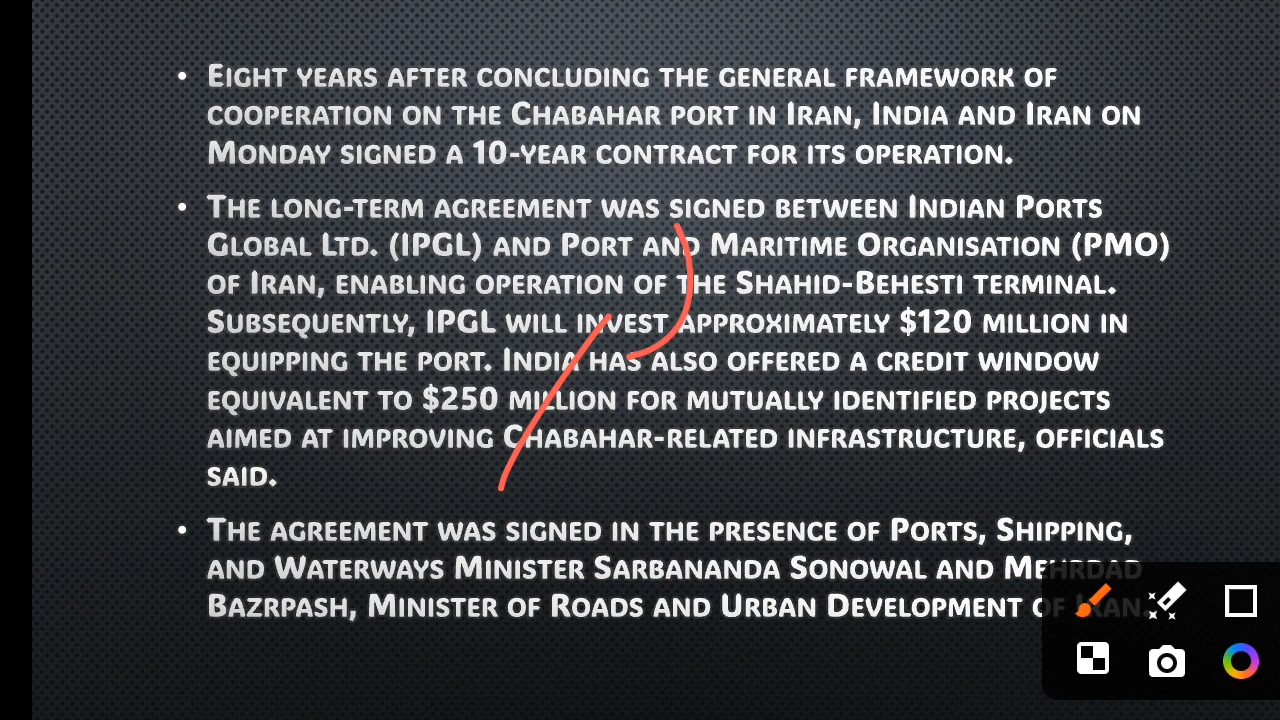 • Eight years after concluding the general framework of
cooperation on the Chabahar port in Iran, India and Iran on
Monday signed a 10-year contract for its operation.
• The long-term agreement was signed between Indian Ports
Global Ltd. (IPGL) and Port and Maritime Organisation (PMO)
of Iran, enabling operation of the Shahid-Behesti terminal.
Subsequently, IPGL will invest approximately $120 million in
equipping the port. India has also offered a credit window
equivalent to $250 million for mutually identified projects
aimed at improving Chabahar-related infrastructure, officials
said.
• The agreement was signed in the presence of Ports, Shipping,
and Waterways Minister Sarbananda Sonowal and Mehrdad
Bazrpash, Minister of Roads and Urban Development of Iran.